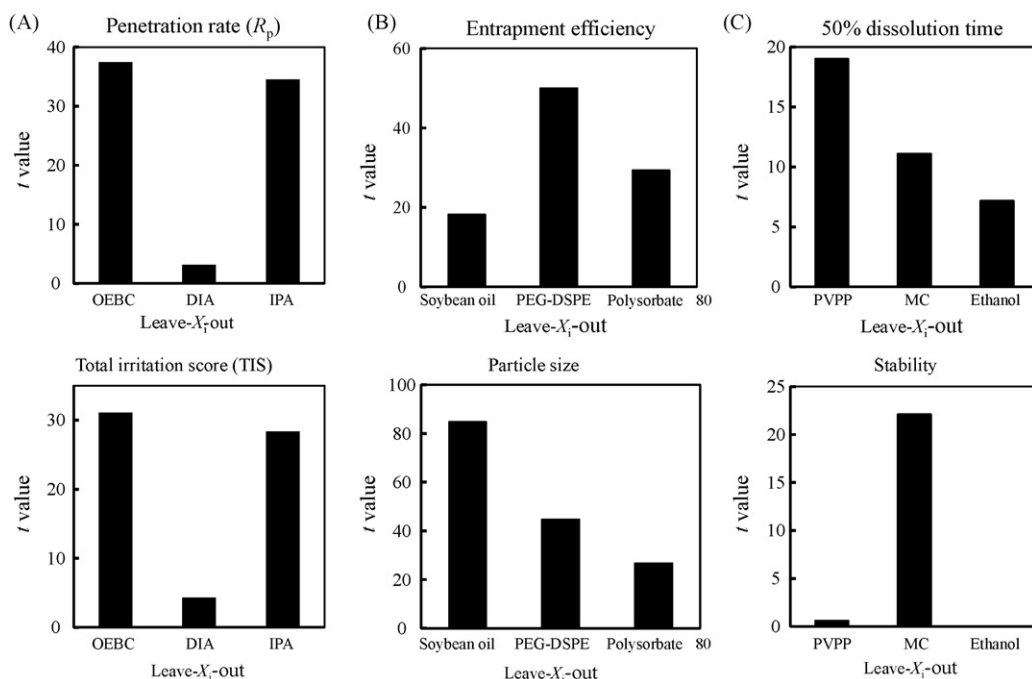 (A)
Penetration rate (Rp)
40
30
20
10
0
t value
OEBC DIA IPA
Leave-Xi-out
Total irritation score (TIS)
30
20
10
0
t value
OEBC DIA IPA
Leave-Xi-out
(B)
Entrapment efficiency
60
40
20
0
t value
Soybean oil PEG-DSPE Polysorbate 80
Leave-Xi-out
Particle size
100
80
60
40
20
0
t value
Soybean oil PEG-DSPE Polysorbate 80
Leave-Xi-out
(C)
50% dissolution time
20
15
10
5
0
t value
PVPP MC Ethanol
Leave-Xi-out
Stability
25
20
15
10
5
0
t value
PVPP MC Ethanol
Leave-Xi-out